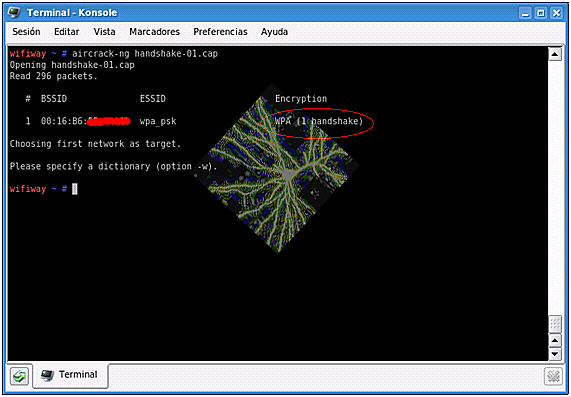 Terminal - Konsole
Sesión Editar Vista Marcadores Preferencias Ayuda
wifiway ~ # aircrack-ng handshake-01.cap
Opening handshake-01.cap
Read 296 packets.
# BSSID ESSID Encryption
1 00:16:B6: wpa_psk WPA (1 handshake)
Choosing first network as target.
Please specify a dictionary (option -w).
wifiway ~ #
Terminal